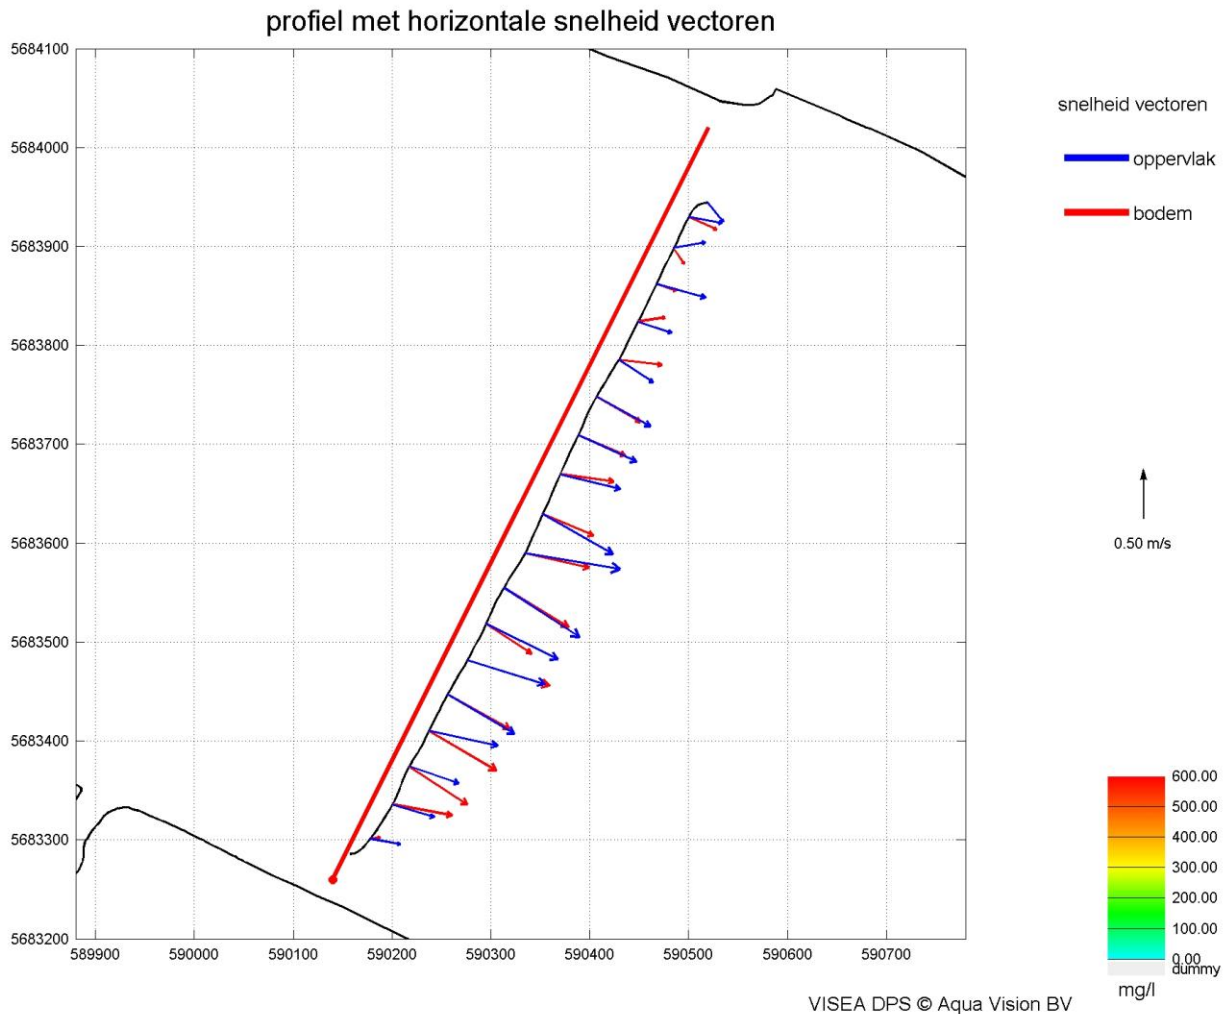 profiel met horizontale snelheid vectoren
5684100
5684000
5683900
5683800
5683700
5683600
5683500
5683400
5683300
5683200
589900 590000 590100 590200 590300 590400 590500 590600 590700
snelheid vectoren
oppervlak
bodem
0.50 m/s
600.00
500.00
400.00
300.00
200.00
100.00
0.00
dummy
mg/l
VISEA DPS © Aqua Vision BV